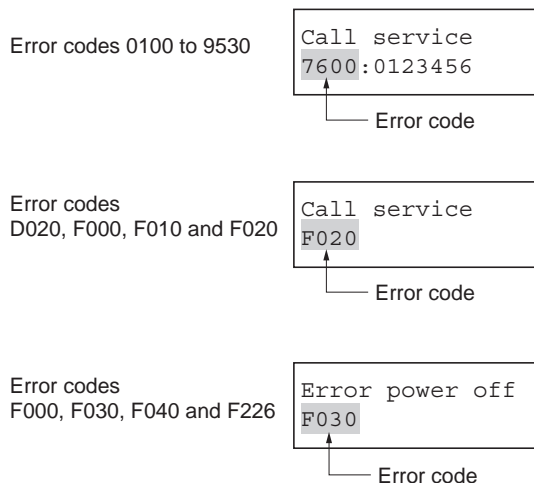 Error codes 0100 to 9530
Call service
7600:0123456
Error code
Error codes
D020, F000, F010 and F020
Call service
F020
Error code
Error codes
F000, F030, F040 and F226
Error power off
F030
Error code